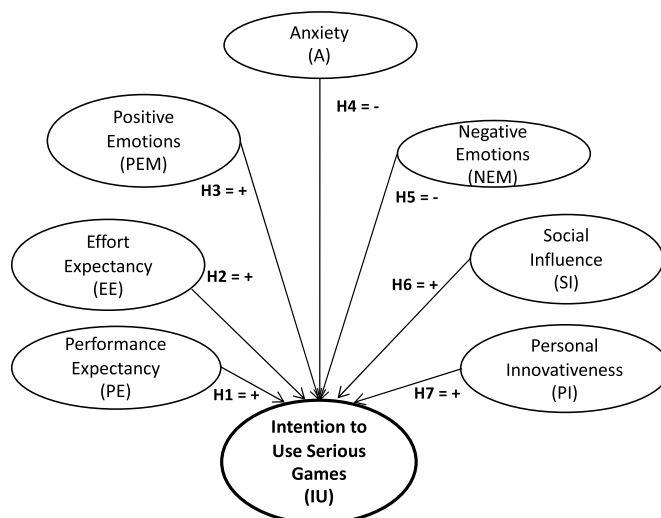 Anxiety
(A)
H4 = -
Positive
Emotions
(PEM)
H3 = +
Negative
Emotions
(NEM)
H5 = -
Effort
Expectancy
(EE)
H2 = +
Social
Influence
(SI)
H6 = +
Performance
Expectancy
(PE)
H1 = +
Personal
Innovativeness
(PI)
H7 = +
Intention to
Use Serious
Games
(IU)